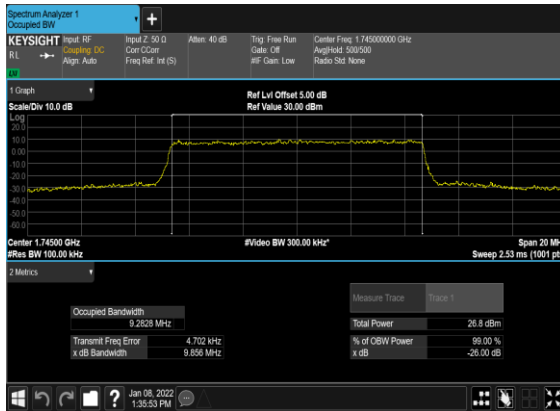 Spectrum Analyzer 1
Occupied BW
+
KEYSIGHT Input: RF Input Z: 50 Ω Atten: 40 dB Trig: Free Run Center Freq: 1.745000000 GHz
RL Coupling: DC Corr CCorr Gate: Off Avg|Hold: 500/500
Align: Auto Freq Ref: Int (S) #IF Gain: Low Radio Std: None
1 Graph
Scale/Div 10.0 dB Ref Lvl Offset 5.00 dB
Ref Value 30.00 dBm
Log
20.0
10.0
0.00
-10.0
-20.0
-30.0
-40.0
-50.0
-60.0
Center 1.74500 GHz #Video BW 300.00 kHz* Span 20 MH
#Res BW 100.00 kHz Sweep 2.53 ms (1001 pt
2 Metrics
Measure Trace Trace 1
Occupied Bandwidth
9.2828 MHz Total Power 26.8 dBm
Transmit Freq Error 4.702 kHz % of OBW Power 99.00 %
x dB Bandwidth 9.856 MHz x dB -26.00 dB
? Jan 08, 2022
1:35:53 PM